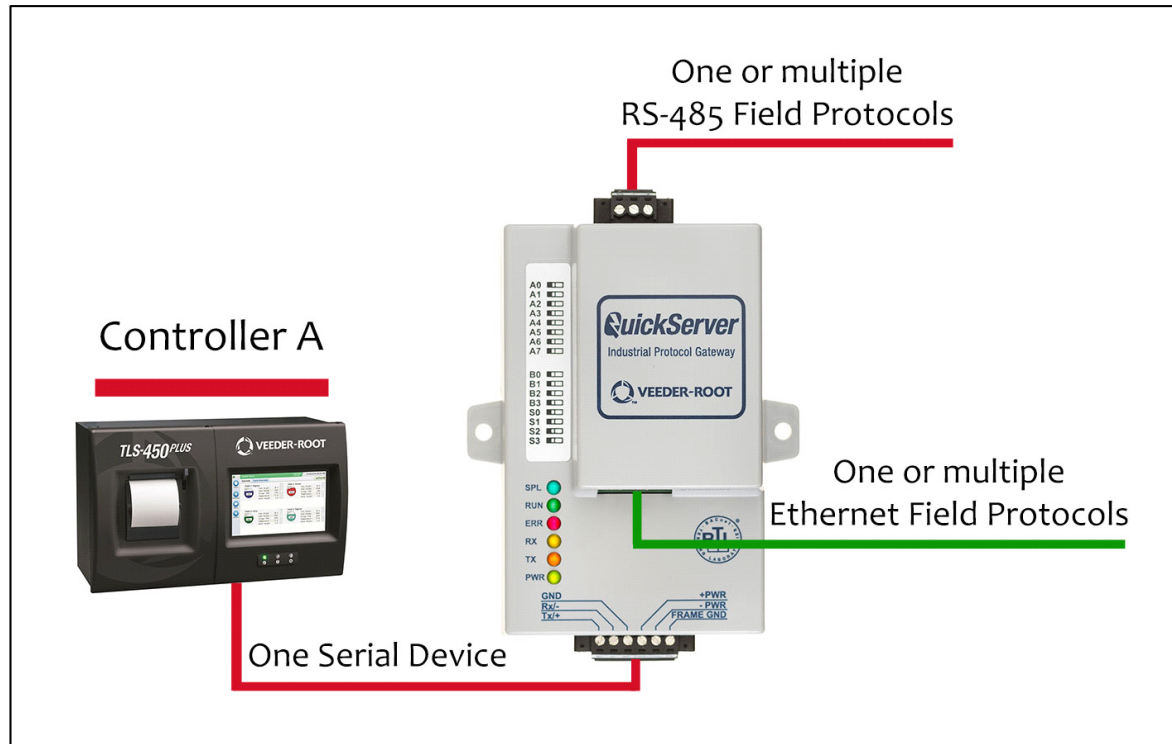 One or multiple
RS-485 Field Protocols
A0
A1
A2
A3
A4
A5
A6
A7
QuickServer
Industrial Protocol Gateway
VEEDER-ROOT
Controller A
B0
B1
B2
B3
S0
S1
S2
S3
TLS-450PLUS
VEEDER-ROOT
One or multiple
Ethernet Field Protocols
SPL
RUN
ERR
RX
TX
PWR
GND
Rx/-
Tx/+
+PWR
- PWR
FRAME GND
One Serial Device